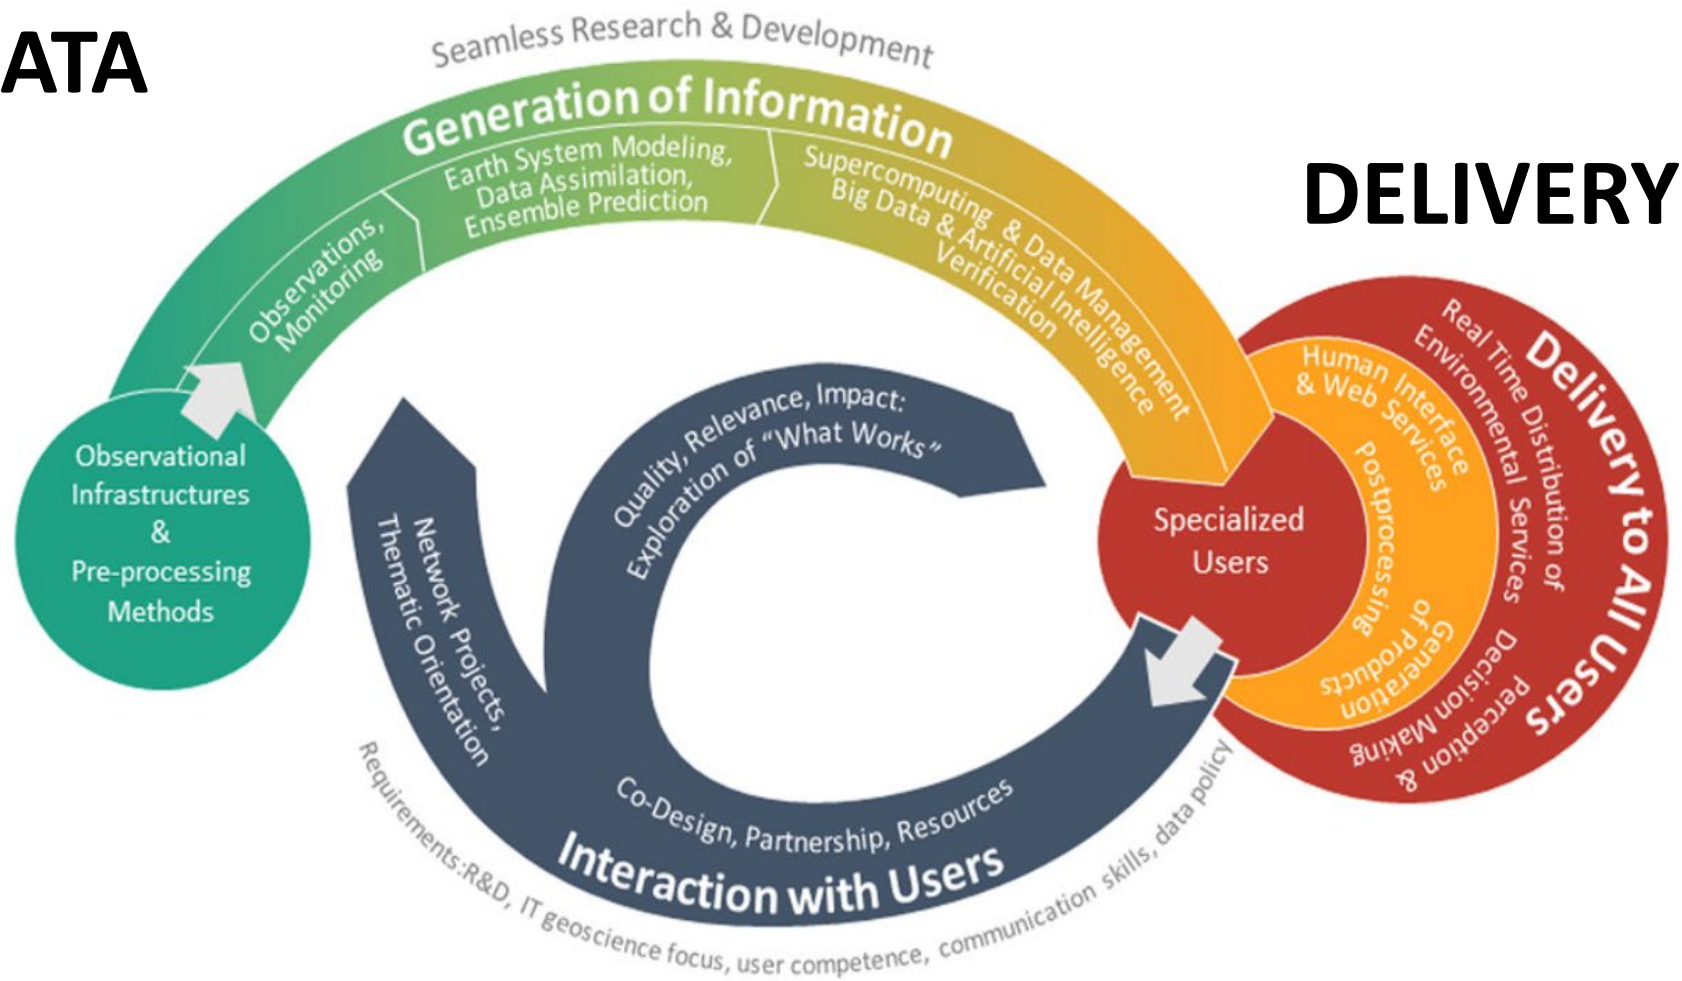 ATA
Seamless Research & Development
Generation of Information
Observations,
Monitoring
Earth System Modeling,
Data Assimilation,
Ensemble Prediction
Supercomputing & Data Management
Big Data & Artificial Intelligence
Verification
DELIVERY
Observational
Infrastructures
&
Pre-processing
Methods
Quality, Relevance, Impact:
Exploration of “What Works”
Network Projects,
Thematic Orientation
Co-Design, Partnership, Resources
Interaction with Users
Requirements:R&D, IT geoscience focus, user competence, communication skills, data policy
Specialized
Users
Human Interface
& Web Services
Postprocessing
Generation
of Products
Real Time Distribution of
Environmental Services
Perception &
Decision Making
Delivery to All Users